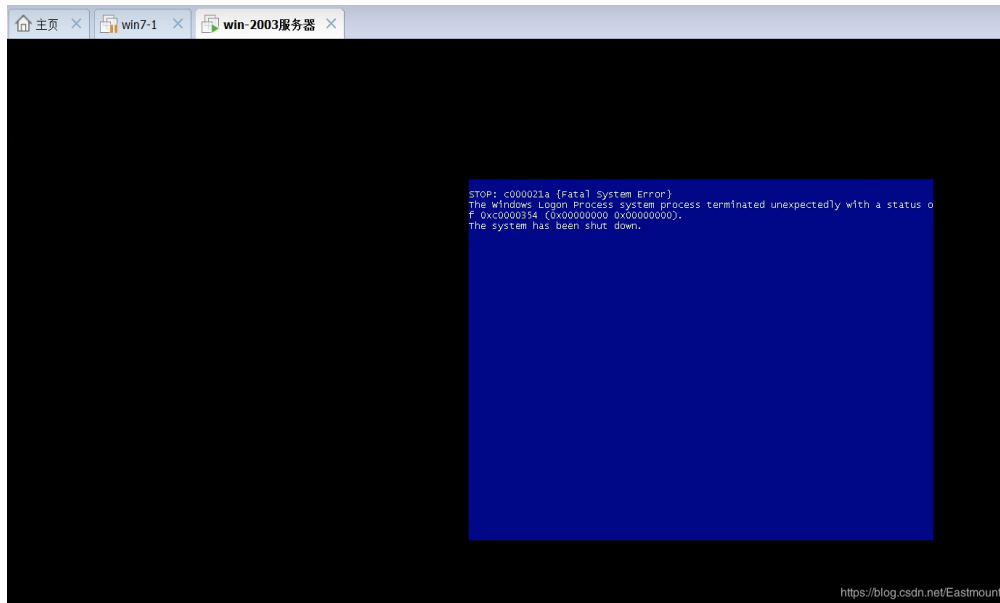 主页 win7-1 win-2003服务器
STOP: c000021a {Fatal System Error}
The Windows Logon Process system process terminated unexpectedly with a status o
f 0xc0000354 (0x00000000 0x00000000).
The system has been shut down.
https://blog.csdn.net/Eastmount